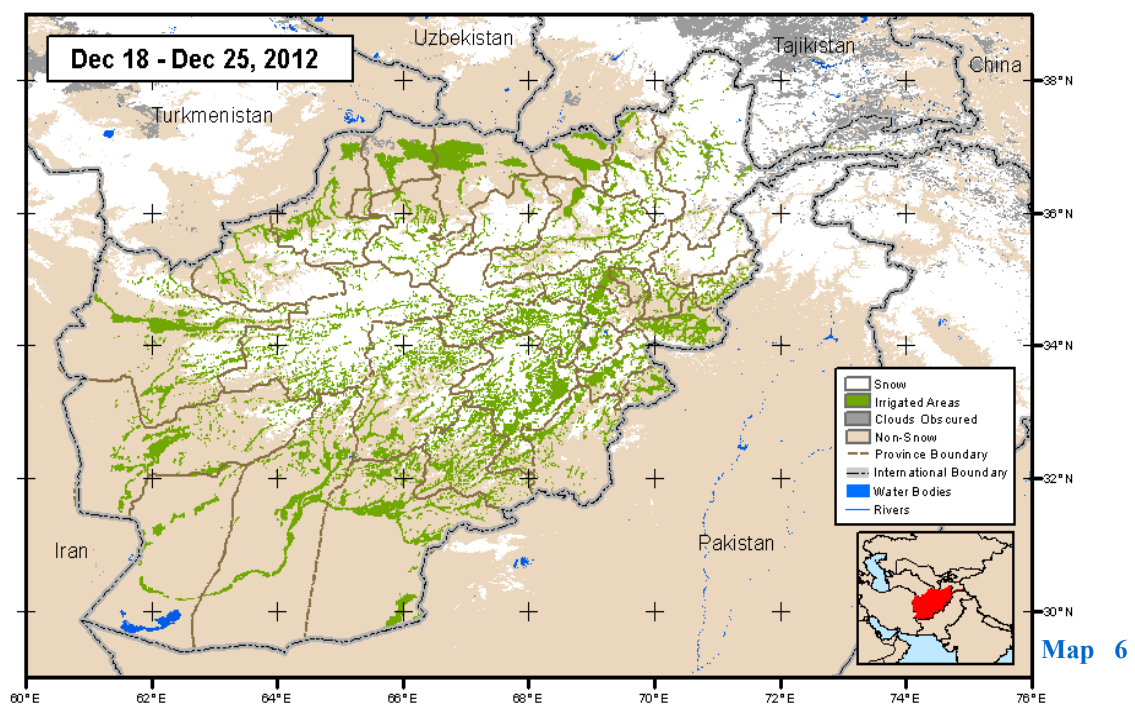 Dec 18 - Dec 25, 2012
Uzbekistan
Tajikistan
China
Turkmenistan
38°N
36°N
34°N
32°N
30°N
Snow
Irrigated Areas
Clouds Obscured
Non-Snow
Province Boundary
International Boundary
Water Bodies
Rivers
Iran
Pakistan
Map 6
60°E 62°E 64°E 66°E 68°E 70°E 72°E 74°E 76°E